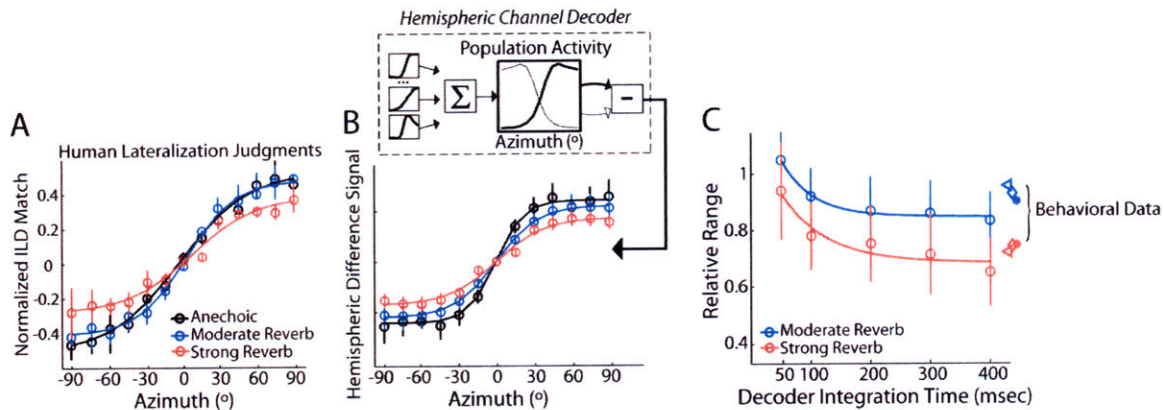 Hemispheric Channel Decoder
Population Activity
...
Σ
–
Azimuth (º)
A
Human Lateralization Judgments
Normalized ILD Match
0.4
0.2
0
-0.2
-0.4
Anechoic
Moderate Reverb
Strong Reverb
-90
-60
-30
0
30
60
90
Azimuth (º)
B
Hemispheric Difference Signal
-90
-60
-30
0
30
60
90
Azimuth (º)
C
Relative Range
1
0.8
0.6
0.4
Behavioral Data
Moderate Reverb
Strong Reverb
50
100
200
300
400
Decoder Integration Time (msec)